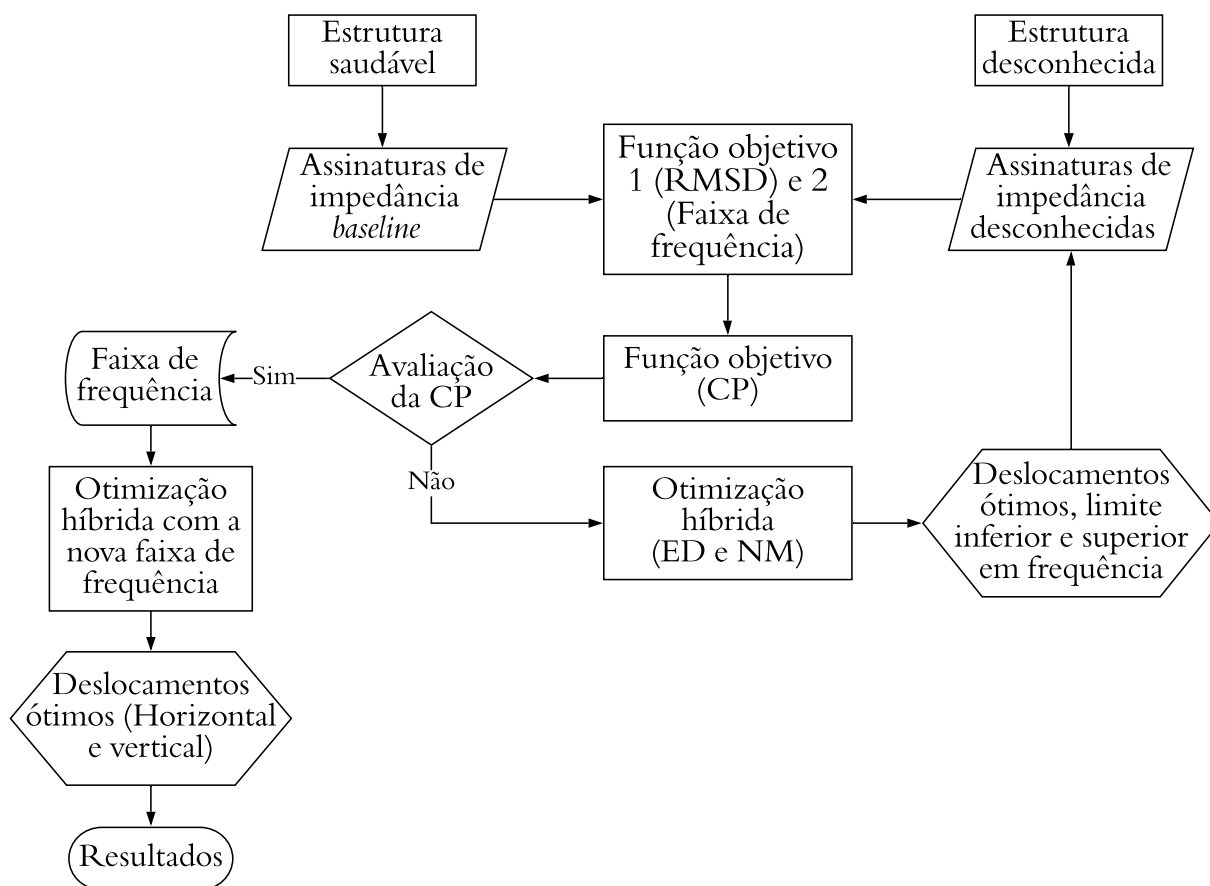 Estrutura
saudável
Estrutura
desconhecida
Assinaturas de
impedância
baseline
Função objetivo
1 (RMSD) e 2
(Faixa de
frequência)
Assinaturas de
impedância
desconhecidas
Faixa de
frequência
Sim
Avaliação
da CP
Função objetivo
(CP)
Não
Otimização
híbrida com a
nova faixa de
frequência
Otimização
híbrida
(ED e NM)
Deslocamentos
ótimos, limite
inferior e superior
em frequência
Deslocamentos
ótimos (Horizontal
e vertical)
Resultados